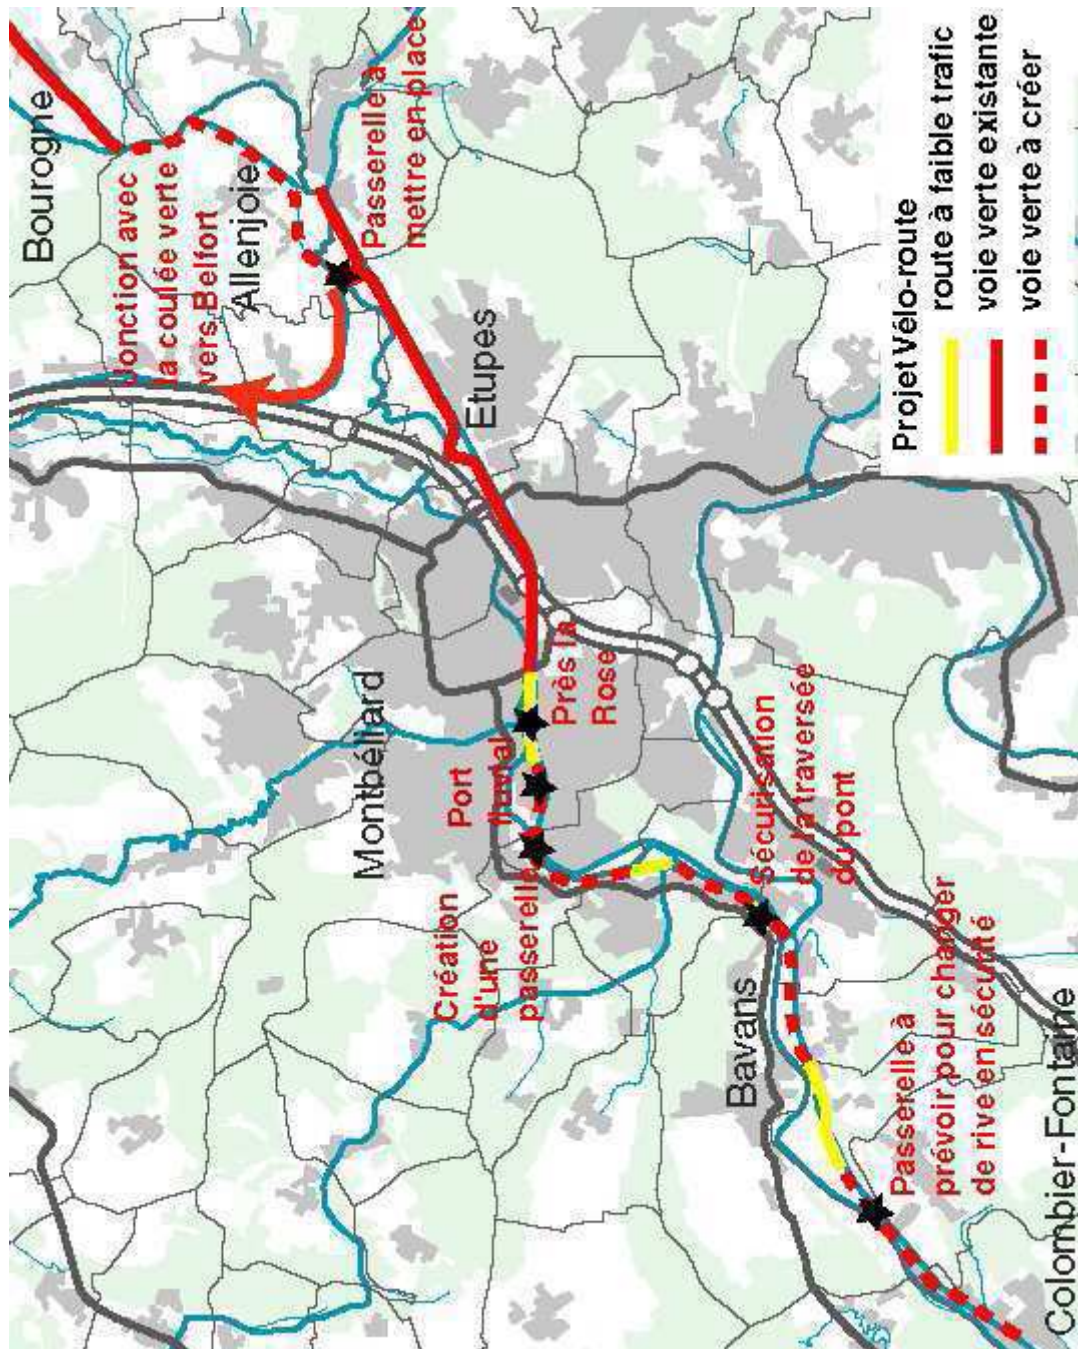 Bourogne
Jonction avec
la coulée verte
vers Belfort
Allenjoie
Passerelle à
mettre en place
Etupes
Montbéliard
Création
d'une
passerelle
Port
fluvial
Près la
Rose
Sécurisation
de la traversée
du pont
Bavans
Passerelle à
prévoir pour changer
de rive en sécurité
Colombier-Fontaine
Projet Vélo-route
route à faible trafic
voie verte existante
voie verte à créer